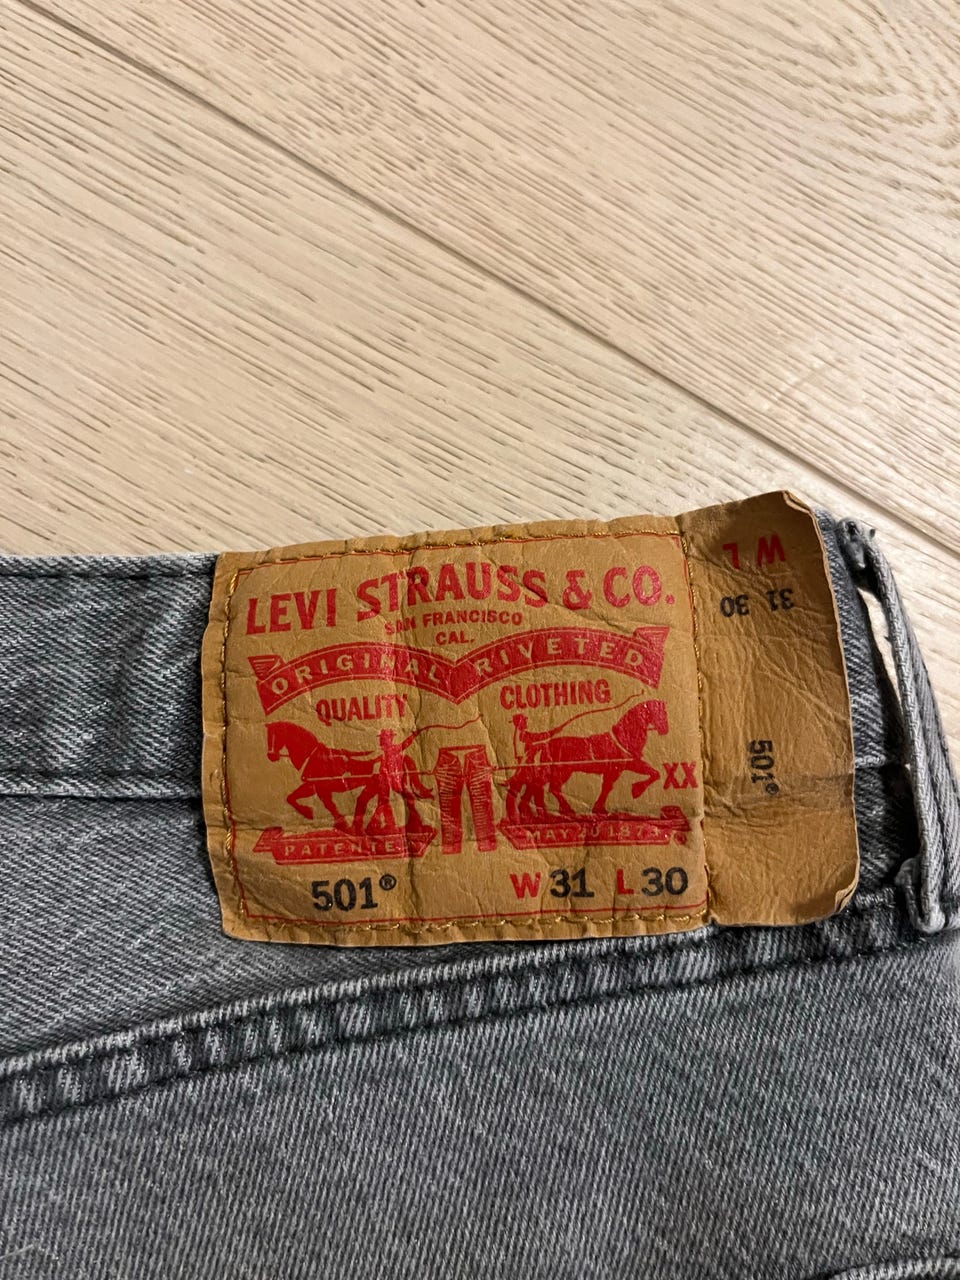 LEVI STRAUSS & CO.
SAN FRANCISCO
CAL.
ORIGINAL RIVETED
QUALITY CLOTHING
XX
PATENTE MAY 20 1873
501® W 31 L 30
W L
31 30
501®